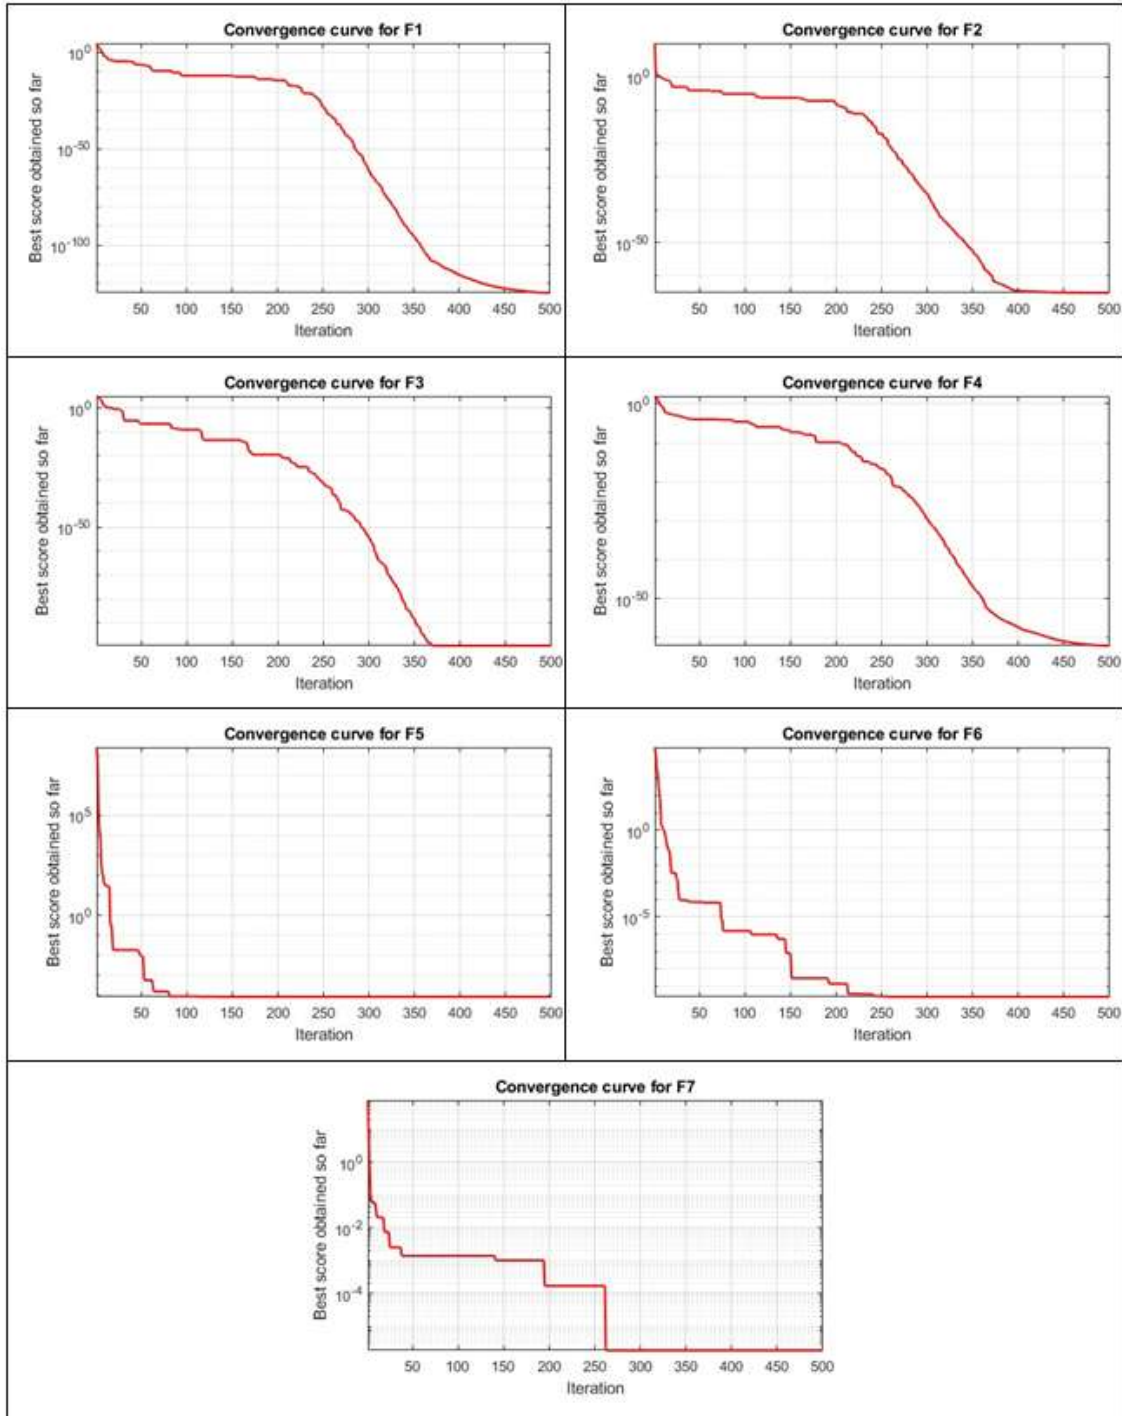 Convergence curve for F1
Best score obtained so far
10^0
10^-50
10^-100
50 100 150 200 250 300 350 400 450 500
Iteration
Convergence curve for F2
Best score obtained so far
10^0
10^-50
50 100 150 200 250 300 350 400 450 500
Iteration
Convergence curve for F3
Best score obtained so far
10^0
10^-50
50 100 150 200 250 300 350 400 450 500
Iteration
Convergence curve for F4
Best score obtained so far
10^0
10^-50
50 100 150 200 250 300 350 400 450 500
Iteration
Convergence curve for F5
Best score obtained so far
10^5
10^0
50 100 150 200 250 300 350 400 450 500
Iteration
Convergence curve for F6
Best score obtained so far
10^0
10^-5
50 100 150 200 250 300 350 400 450 500
Iteration
Convergence curve for F7
Best score obtained so far
10^0
10^-2
10^-4
50 100 150 200 250 300 350 400 450 500
Iteration